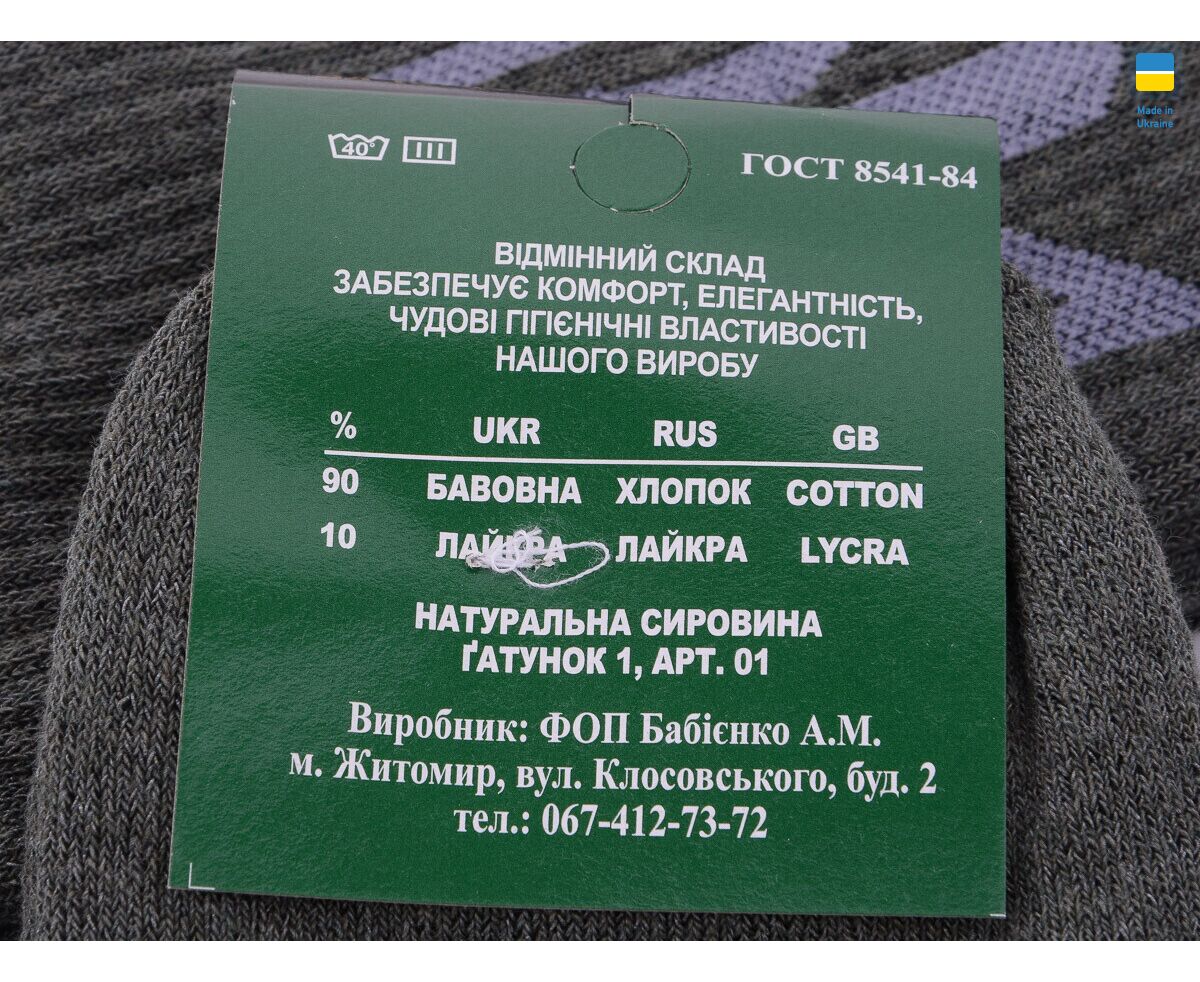 Made in
Ukraine
40°
ГОСТ 8541-84
ВІДМІННИЙ СКЛАД
ЗАБЕЗПЕЧУЄ КОМФОРТ, ЕЛЕГАНТНІСТЬ,
ЧУДОВІ ГІГІЄНІЧНІ ВЛАСТИВОСТІ
НАШОГО ВИРОБУ
% UKR RUS GB
90 БАВОВНА ХЛОПОК COTTON
10 ЛАЙКРА ЛАЙКРА LYCRA
НАТУРАЛЬНА СИРОВИНА
ҐАТУНОК 1, АРТ. 01
Виробник: ФОП Бабієнко А.М.
м. Житомир, вул. Клосовського, буд. 2
тел.: 067-412-73-72